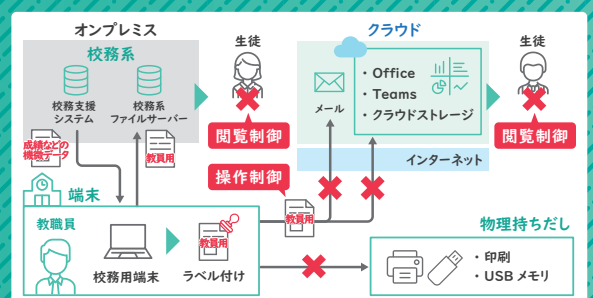 オンプレミス
校務系
校務支援
システム
校務系
ファイルサーバー
成績などの
機微データ
教員用
生徒
閲覧制御
クラウド
メール
・Office
・Teams
・クラウドストレージ
インターネット
生徒
閲覧制御
操作制御
教員用
端末
教職員
校務用端末
教員用
ラベル付け
物理持ちだし
・印刷
・USBメモリ